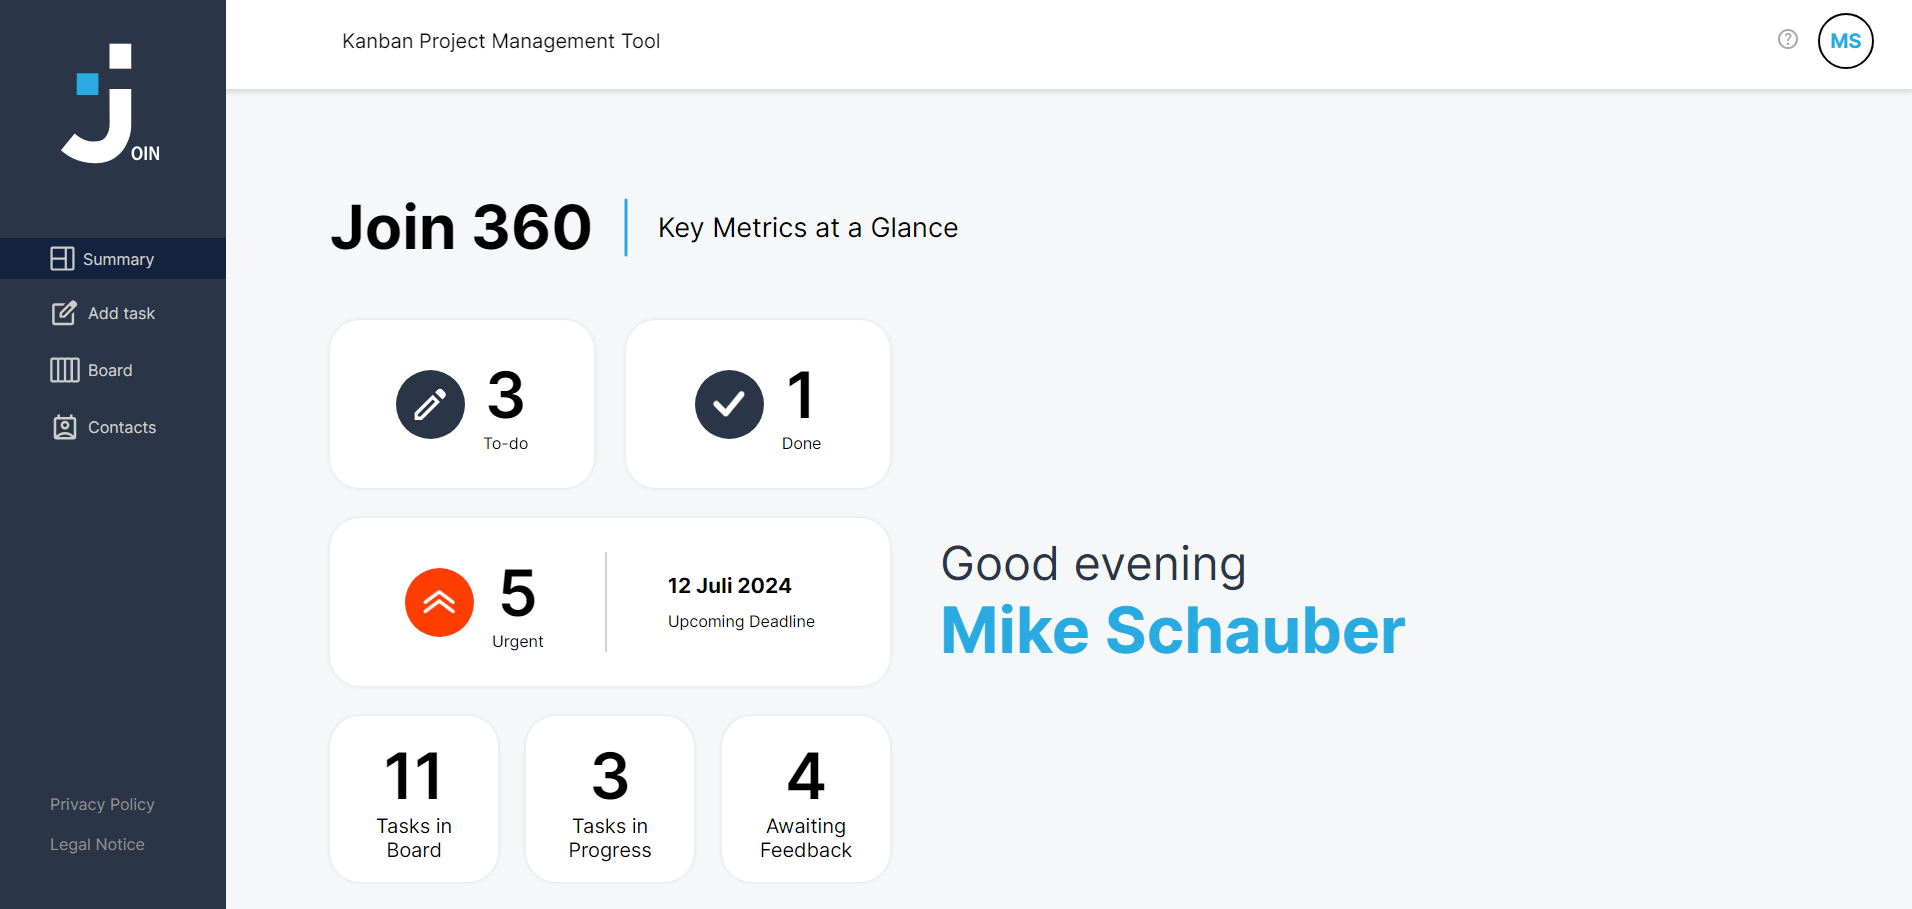 Kanban Project Management Tool
MS
OIN
Summary
Add task
Board
Contacts
Privacy Policy
Legal Notice
Join 360
Key Metrics at a Glance
3
To-do
1
Done
5
Urgent
12 Juli 2024
Upcoming Deadline
11
Tasks in
Board
3
Tasks in
Progress
4
Awaiting
Feedback
Good evening
Mike Schauber